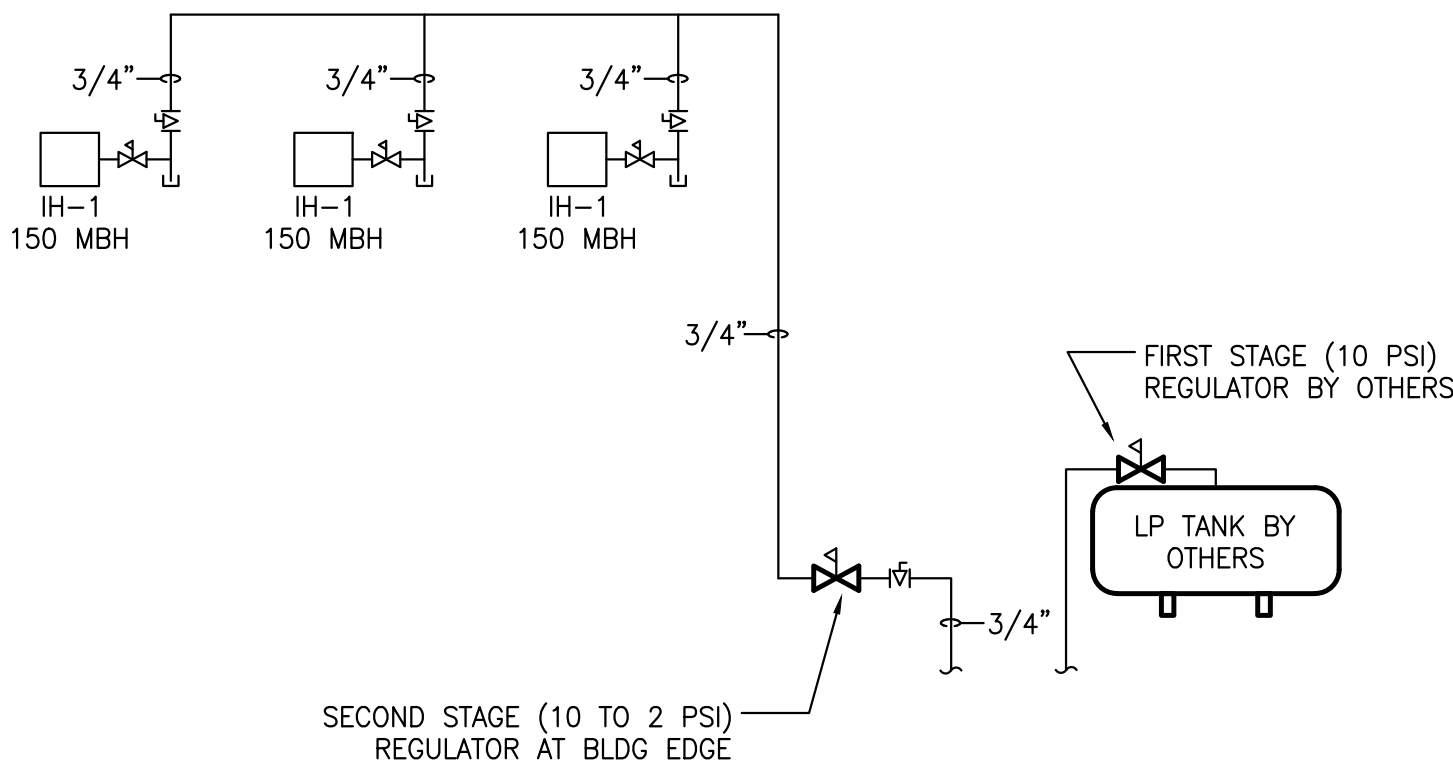 3/4”
3/4”
3/4”
IH-1
150 MBH
IH-1
150 MBH
IH-1
150 MBH
3/4”
FIRST STAGE (10 PSI)
REGULATOR BY OTHERS
LP TANK BY
OTHERS
3/4”
SECOND STAGE (10 TO 2 PSI)
REGULATOR AT BLDG EDGE